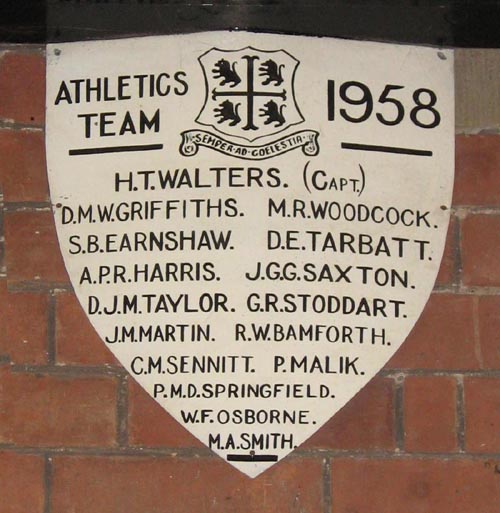 ATHLETICS 1958
TEAM
SEMPER·AD·COELESTIA
H.T.WALTERS. (CAPT.)
D.M.W.GRIFFITHS. M.R.WOODCOCK.
S.B.EARNSHAW. D.E.TARBATT.
A.P.R.HARRIS. J.G.G.SAXTON.
D.J.M.TAYLOR. G.R.STODDART.
J.M.MARTIN. R.W.BAMFORTH.
C.M.SENNITT. P.MALIK.
P.M.D.SPRINGFIELD.
W.F.OSBORNE.
M.A.SMITH.